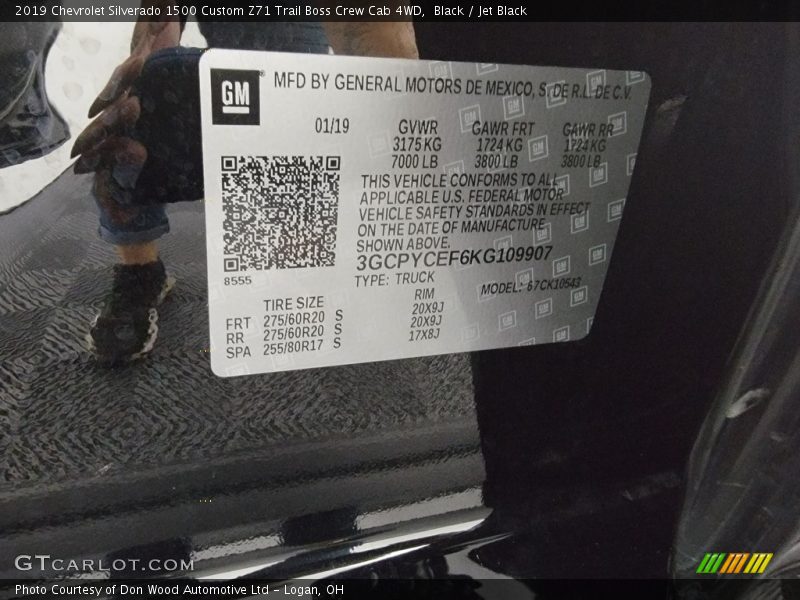 2019 Chevrolet Silverado 1500 Custom Z71 Trail Boss Crew Cab 4WD,  Black / Jet Black
GM
MFD BY GENERAL MOTORS DE MEXICO, S. DE R.L. DE C.V.
01/19 GVWR GAWR FRT GAWR RR
3175 KG 1724 KG 1724 KG
7000 LB 3800 LB 3800 LB
THIS VEHICLE CONFORMS TO ALL
APPLICABLE U.S. FEDERAL MOTOR
VEHICLE SAFETY STANDARDS IN EFFECT
ON THE DATE OF MANUFACTURE
SHOWN ABOVE.
3GCPYCEF6KG109907
8555
TYPE: TRUCK MODEL: 67CK10543
TIRE SIZE RIM
FRT 275/60R20 S 20X9J
RR 275/60R20 S 20X9J
SPA 255/80R17 S 17X8J
GTCARLOT.COM
Photo Courtesy of Don Wood Automotive Ltd - Logan, OH